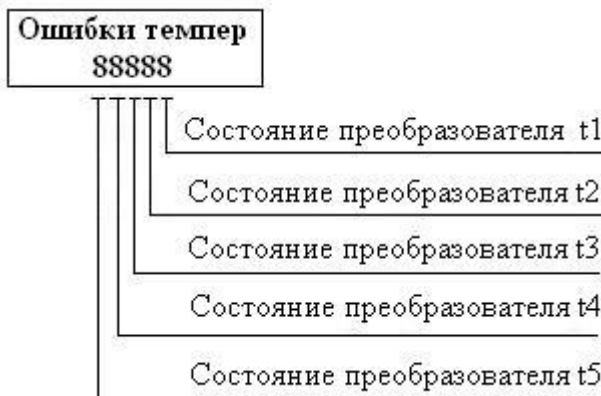 Ошибки темпер
88888
Состояние преобразователя t1
Состояние преобразователя t2
Состояние преобразователя t3
Состояние преобразователя t4
Состояние преобразователя t5